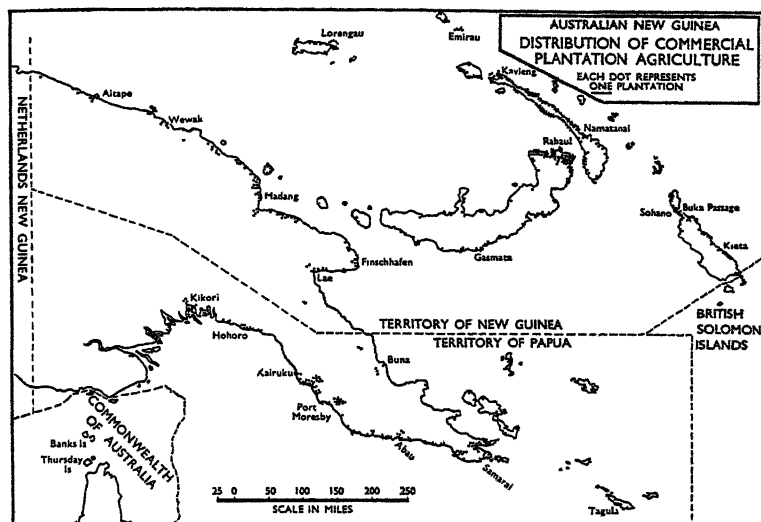 AUSTRALIAN NEW GUINEA
DISTRIBUTION OF COMMERCIAL
PLANTATION AGRICULTURE
EACH DOT REPRESENTS
ONE PLANTATION
Lorengau
Emirau
Kavieng
Aitape
Wewak
Namatanai
Rabaul
NETHERLANDS NEW GUINEA
Madang
Sohano
Buka Passage
Kieta
Finschhafen
Gasmata
Lae
Kikori
Hohoro
TERRITORY OF NEW GUINEA
TERRITORY OF PAPUA
BRITISH
SOLOMON
ISLANDS
Buna
Kairuku
Port
Moresby
COMMONWEALTH
OF AUSTRALIA
Banks Is
Thursday
Is
Abau
Samarai
Tagula
25 0 50 100 150 200 250
SCALE IN MILES